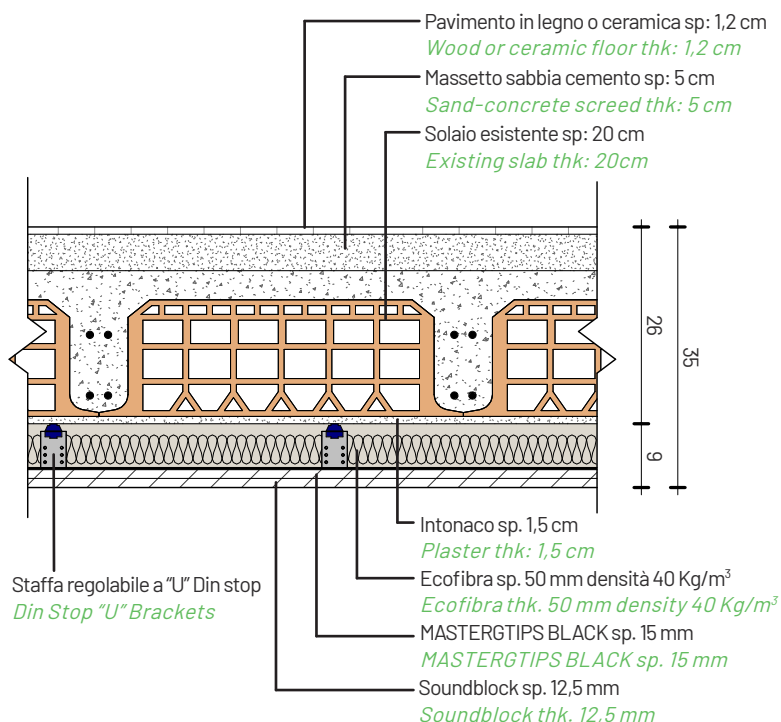 Pavimento in legno o ceramica sp: 1,2 cm
Wood or ceramic floor thk: 1,2 cm
Massetto sabbia cemento sp: 5 cm
Sand-concrete screed thk: 5 cm
Solaio esistente sp: 20 cm
Existing slab thk: 20cm
26
35
9
Intonaco sp. 1,5 cm
Plaster thk: 1,5 cm
Staffa regolabile a "U" Din stop
Din Stop "U" Brackets
Ecofibra sp. 50 mm densità 40 Kg/m³
Ecofibra thk. 50 mm density 40 Kg/m³
MASTERGTIPS BLACK sp. 15 mm
MASTERGTIPS BLACK sp. 15 mm
Soundblock sp. 12,5 mm
Soundblock thk. 12,5 mm